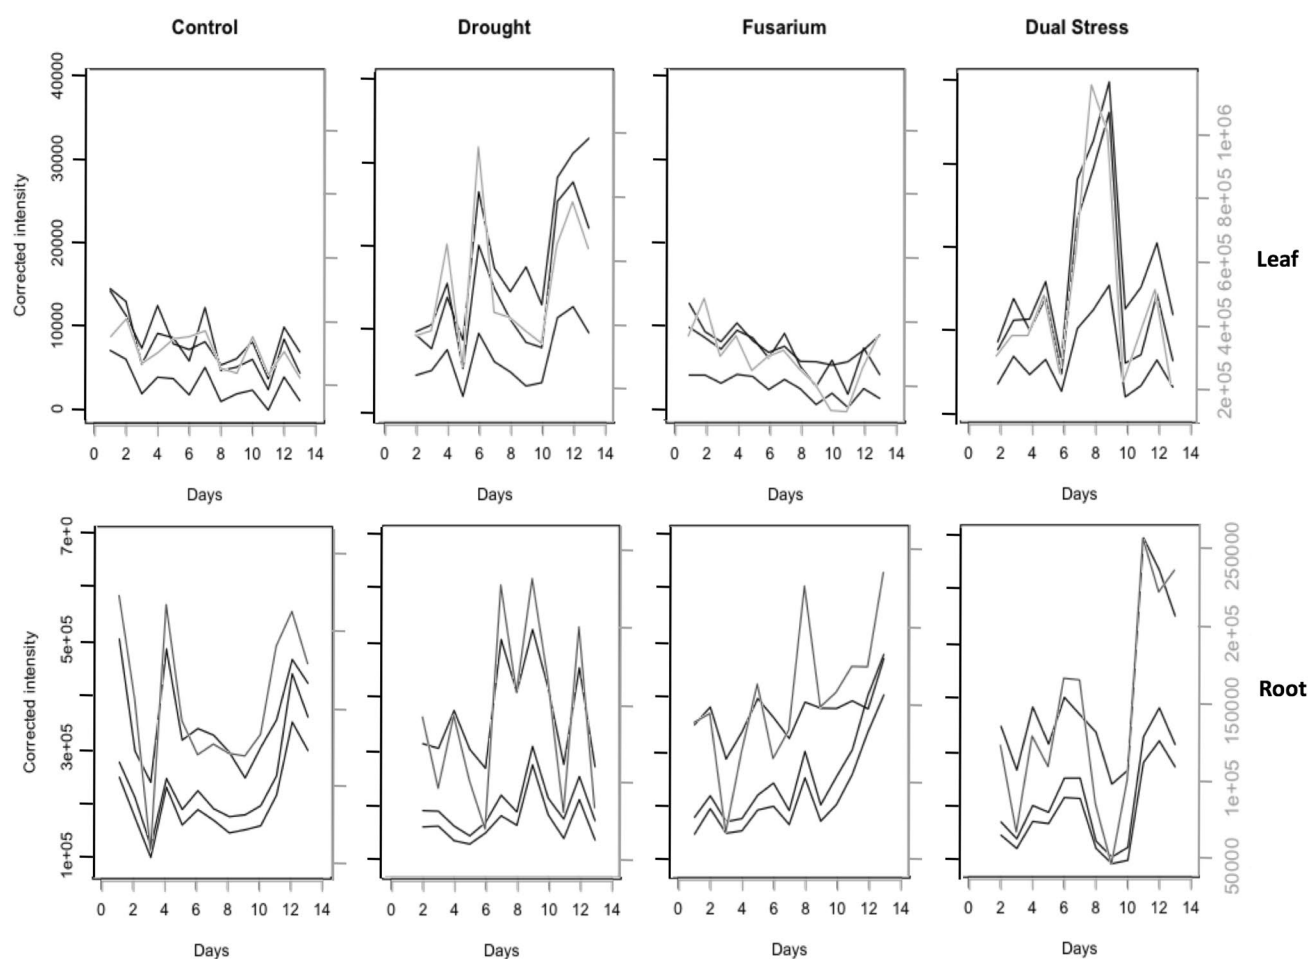 Control Drought Fusarium Dual Stress
Corrected intensity
40000
30000
20000
10000
0
1e+06
8e+05
6e+05
4e+05
2e+05
Leaf
0 2 4 6 8 10 12 14 0 2 4 6 8 10 12 14 0 2 4 6 8 10 12 14 0 2 4 6 8 10 12 14
Days Days Days Days
Corrected intensity
7e+0
5e+05
3e+05
1e+05
250000
2e+05
150000
1e+05
50000
Root
0 2 4 6 8 10 12 14 0 2 4 6 8 10 12 14 0 2 4 6 8 10 12 14 0 2 4 6 8 10 12 14
Days Days Days Days